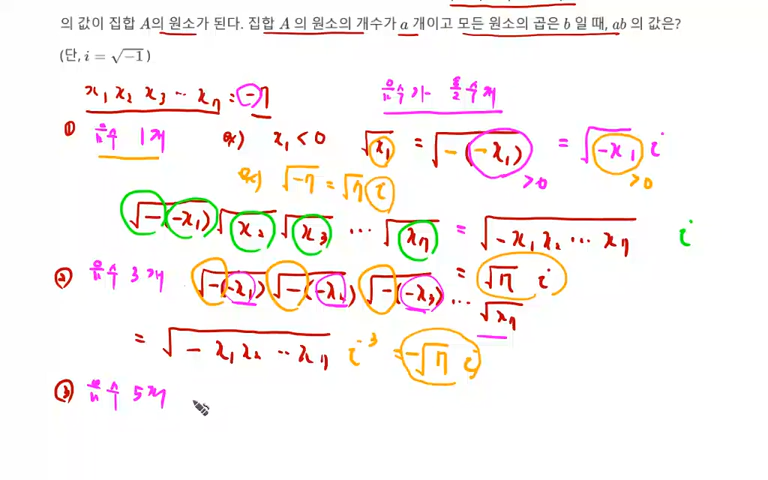 의 값이 집합 A의 원소가 된다. 집합 A 의 원소의 개수가 a 개이고 모든 원소의 곱은 b 일 때, ab 의 값은?
(단, i = √-1 )
x₁ x₂ x₃ ⋯ x₇ = -7 음수가 홀수개
① 음수 1개 ex) x₁ < 0 √x₁ = √-(-x₁) = √-x₁ i
>0 >0
ex) √-7 = √7 i
√-(-x₁) √x₂ √x₃ ⋯ √x₇ = √-x₁x₂⋯x₇ i
= √7 i
② 음수 3개 √-(-x₁) √-(-x₂) √-(-x₃) ⋯ √x₇
= √-x₁x₂⋯x₇ i³ = -√7 i
③ 음수 5개